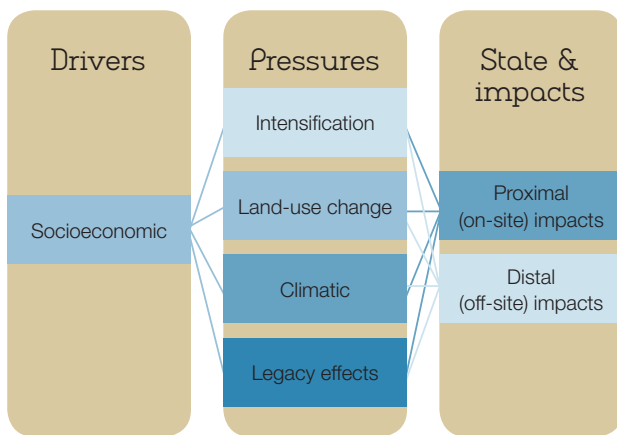 Drivers
Socioeconomic
Pressures
Intensification
Land-use change
Climatic
Legacy effects
State &
impacts
Proximal
(on-site) impacts
Distal
(off-site) impacts